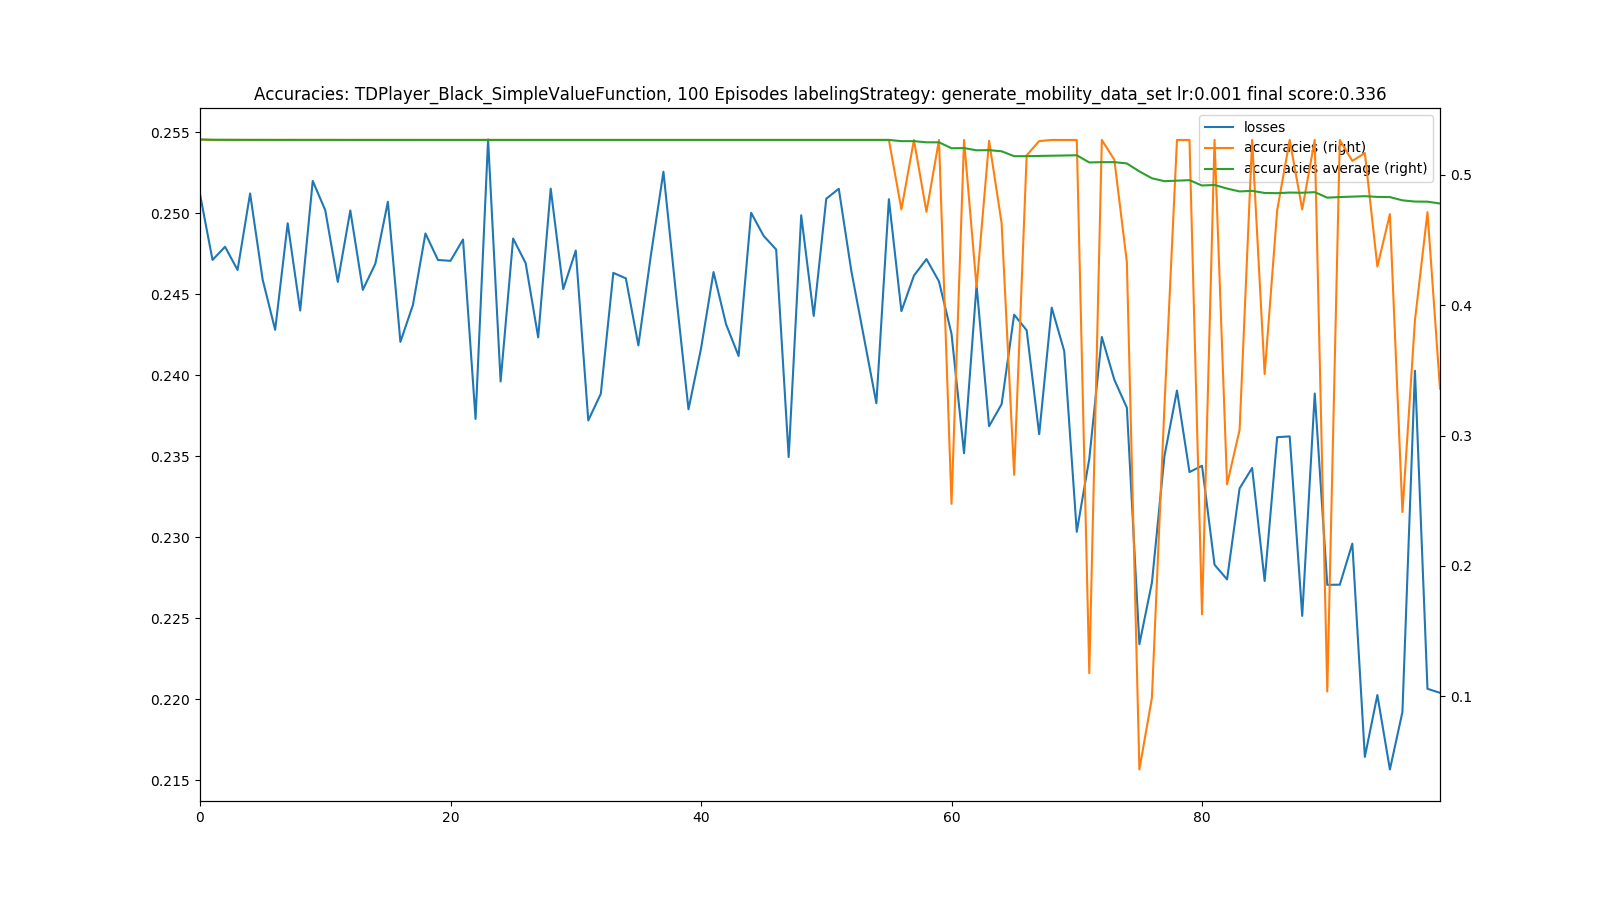 Accuracies: TDPlayer_Black_SimpleValueFunction, 100 Episodes labelingStrategy: generate_mobility_data_set lr:0.001 final score:0.336
losses
accuracies (right)
accuracies average (right)
0.255
0.250
0.245
0.240
0.235
0.230
0.225
0.220
0.215
0.5
0.4
0.3
0.2
0.1
0 20 40 60 80